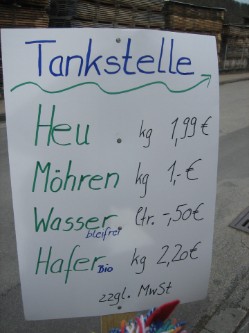 Tankstelle
Heu kg 1,99€
Möhren kg 1,-€
Wasser bleifrei Ltr. -,50€
Hafer Bio kg 2,20€
zzgl. MwSt